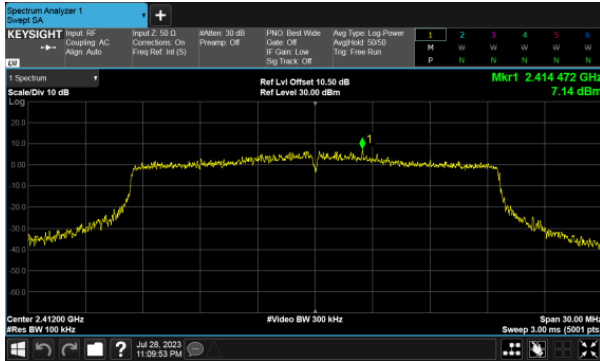 Spectrum Analyzer 1
Swept SA
+
KEYSIGHT
Input: RF
Coupling: AC
Align: Auto
Input Z: 50 Ω
Corrections: On
Freq Ref: Int (S)
#Atten: 30 dB
Preamp: Off
PNO: Best Wide
Gate: Off
IF Gain: Low
Sig Track: Off
Avg Type: Log-Power
Avg|Hold: 50/50
Trig: Free Run
1 2 3 4 5 6
M W W W W W
P N N N N N
LXI
1 Spectrum
Scale/Div 10 dB
Ref Lvl Offset 10.50 dB
Ref Level 30.00 dBm
Mkr1 2.414 472 GHz
7.14 dBm
Log
20.0
10.0
0.00
-10.0
-20.0
-30.0
-40.0
-50.0
-60.0
1
Center 2.41200 GHz
#Res BW 100 kHz
#Video BW 300 kHz
Span 30.00 MHz
Sweep 3.00 ms (5001 pts)
?
Jul 28, 2023
11:09:53 PM